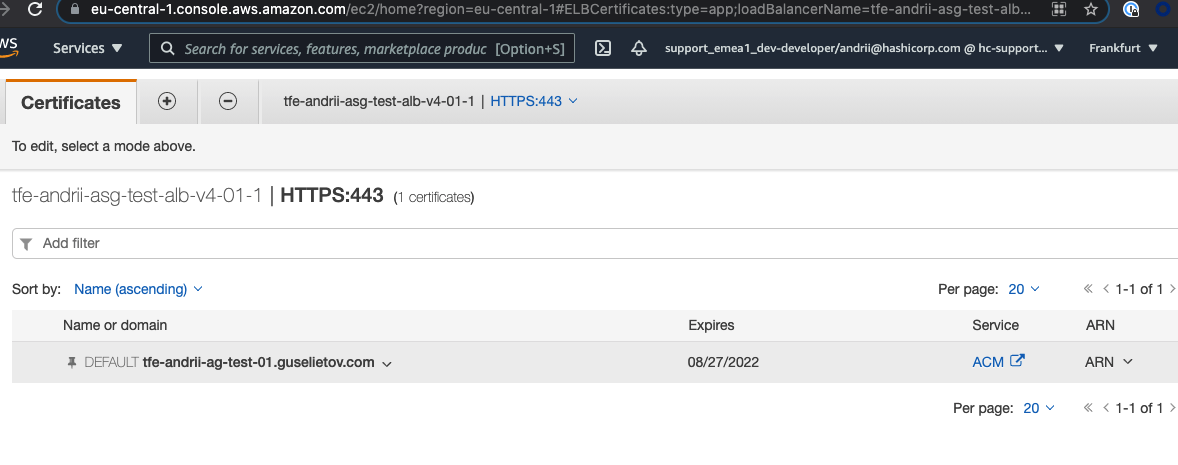 eu-central-1.console.aws.amazon.com/ec2/home?region=eu-central-1#ELBCertificates:type=app;loadBalancerName=tfe-andrii-asg-test-alb...
WS Services ▼ Search for services, features, marketplace produc [Option+S] support_emea1_dev-developer/andrii@hashicorp.com @ hc-support... ▼ Frankfurt ▼
Certificates tfe-andrii-asg-test-alb-v4-01-1 | HTTPS:443
To edit, select a mode above.
tfe-andrii-asg-test-alb-v4-01-1 | HTTPS:443 (1 certificates)
Add filter
Sort by: Name (ascending) Per page: 20 « < 1-1 of 1 >
Name or domain Expires Service ARN
DEFAULT tfe-andrii-ag-test-01.guselietov.com 08/27/2022 ACM ARN
Per page: 20 « < 1-1 of 1 >